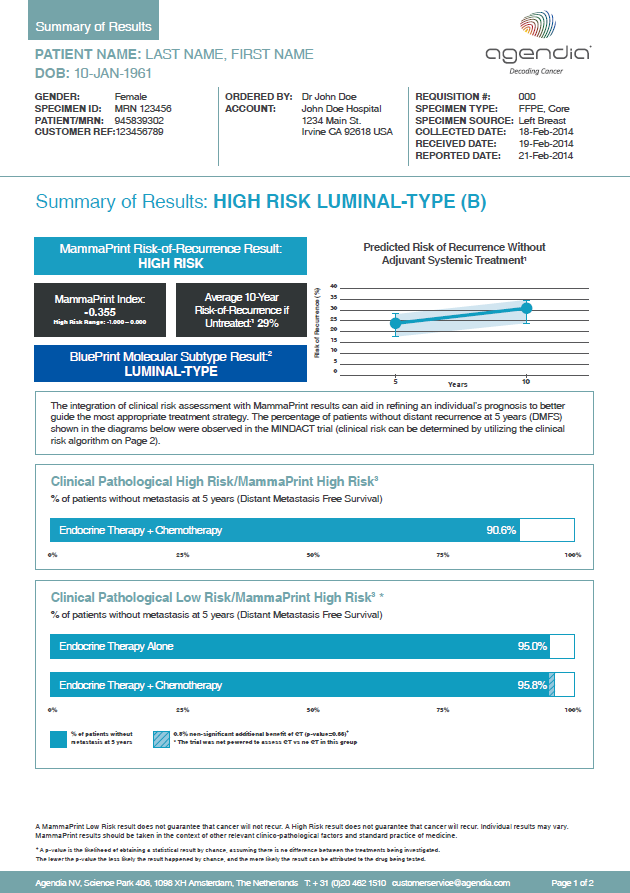 Summary of Results
PATIENT NAME: LAST NAME, FIRST NAME
DOB: 10-JAN-1961
agendia
Decoding Cancer
GENDER: Female
SPECIMEN ID: MRN 123456
PATIENT/MRN: 945839302
CUSTOMER REF:123456789
ORDERED BY: Dr John Doe
ACCOUNT: John Doe Hospital
1234 Main St.
Irvine CA 92618 USA
REQUISITION #: 000
SPECIMEN TYPE: FFPE, Core
SPECIMEN SOURCE: Left Breast
COLLECTED DATE: 18-Feb-2014
RECEIVED DATE: 19-Feb-2014
REPORTED DATE: 21-Feb-2014
Summary of Results: HIGH RISK LUMINAL-TYPE (B)
MammaPrint Risk-of-Recurrence Result:
HIGH RISK
MammaPrint Index:
-0.355
High Risk Range: -1.000 – 0.000
Average 10-Year
Risk-of-Recurrence if
Untreated:¹ 29%
BluePrint Molecular Subtype Result:²
LUMINAL-TYPE
Predicted Risk of Recurrence Without
Adjuvant Systemic Treatment¹
Risk of Recurrence (%)
40
35
30
25
20
15
10
5
0
5 10
Years
The integration of clinical risk assessment with MammaPrint results can aid in refining an individual's prognosis to better
guide the most appropriate treatment strategy. The percentage of patients without distant recurrence at 5 years (DMFS)
shown in the diagrams below were observed in the MINDACT trial (clinical risk can be determined by utilizing the clinical
risk algorithm on Page 2).
Clinical Pathological High Risk/MammaPrint High Risk³
% of patients without metastasis at 5 years (Distant Metastasis Free Survival)
Endocrine Therapy + Chemotherapy 90.6%
0% 25% 50% 75% 100%
Clinical Pathological Low Risk/MammaPrint High Risk³ *
% of patients without metastasis at 5 years (Distant Metastasis Free Survival)
Endocrine Therapy Alone 95.0%
Endocrine Therapy + Chemotherapy 95.8%
0% 25% 50% 75% 100%
% of patients without
metastasis at 5 years
0.8% non-significant additional benefit of CT (p-value=0.66)*
* The trial was not powered to assess CT vs no CT in this group
A MammaPrint Low Risk result does not guarantee that cancer will not recur. A High Risk result does not guarantee that cancer will recur. Individual results may vary.
MammaPrint results should be taken in the context of other relevant clinico-pathological factors and standard practice of medicine.
* A p-value is the likelihood of obtaining a statistical result by chance, assuming there is no difference between the treatments being investigated.
The lower the p-value the less likely the result happened by chance, and the more likely the result can be attributed to the drug being tested.
Agendia NV, Science Park 406, 1098 XH Amsterdam, The Netherlands T: + 31 (0)20 462 1510 customerservice@agendia.com Page 1 of 2